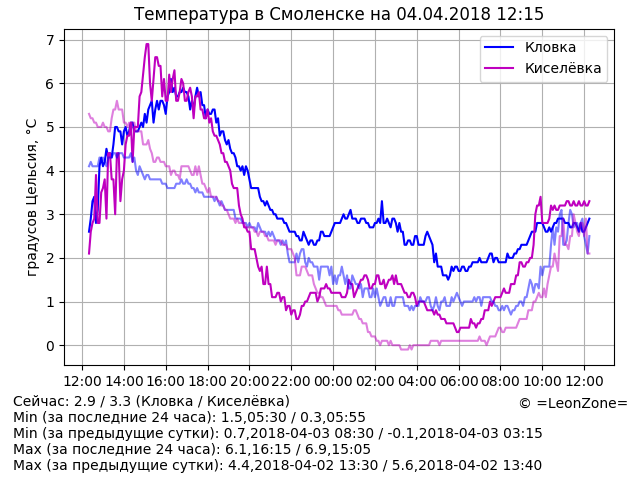 Температура в Смоленске на 04.04.2018 12:15
градусов Цельсия, °C
7
6
5
4
3
2
1
0
Кловка
Киселёвка
12:00 14:00 16:00 18:00 20:00 22:00 00:00 02:00 04:00 06:00 08:00 10:00 12:00
Сейчас: 2.9 / 3.3 (Кловка / Киселёвка)
© =LeonZone=
Min (за последние 24 часа): 1.5,05:30 / 0.3,05:55
Min (за предыдущие сутки): 0.7,2018-04-03 08:30 / -0.1,2018-04-03 03:15
Max (за последние 24 часа): 6.1,16:15 / 6.9,15:05
Max (за предыдущие сутки): 4.4,2018-04-02 13:30 / 5.6,2018-04-02 13:40